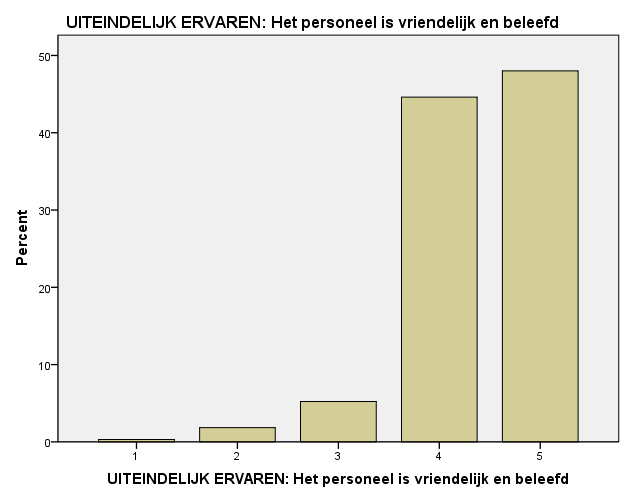 UITEINDELIJK ERVAREN: Het personeel is vriendelijk en beleefd
50
40
30
20
10
0
Percent
1 2 3 4 5
UITEINDELIJK ERVAREN: Het personeel is vriendelijk en beleefd